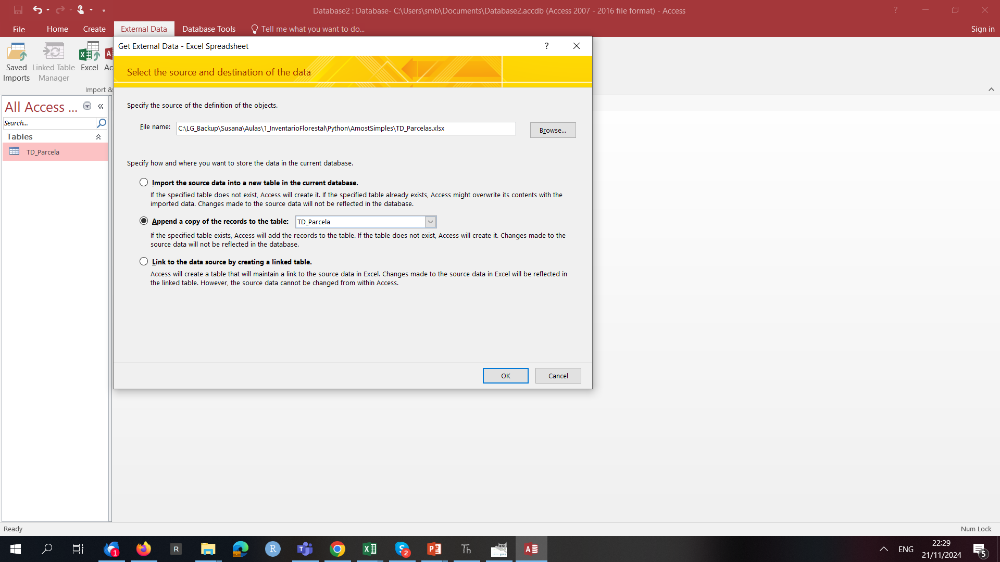 Database2 : Database- C:\Users\smb\Documents\Database2.accdb (Access 2007 - 2016 file format) - Access
?
File Home Create External Data Database Tools Tell me what you want to do... Sign in
Get External Data - Excel Spreadsheet ?
Saved Imports
Linked Table Manager
Excel
Ac
Import &
Select the source and destination of the data
All Access ...
Search...
Tables
TD_Parcela
Specify the source of the definition of the objects.
File name: C:\LG_Backup\Susana\Aulas\1_InventarioFlorestal\Python\AmostSimples\TD_Parcelas.xlsx Browse...
Specify how and where you want to store the data in the current database.
Import the source data into a new table in the current database.
If the specified table does not exist, Access will create it. If the specified table already exists, Access might overwrite its contents with the
imported data. Changes made to the source data will not be reflected in the database.
Append a copy of the records to the table: TD_Parcela
If the specified table exists, Access will add the records to the table. If the table does not exist, Access will create it. Changes made to the
source data will not be reflected in the database.
Link to the data source by creating a linked table.
Access will create a table that will maintain a link to the source data in Excel. Changes made to the source data in Excel will be reflected in
the linked table. However, the source data cannot be changed from within Access.
OK Cancel
Ready Num Lock
1 R R Th 2 ENG
22:29
21/11/2024
5